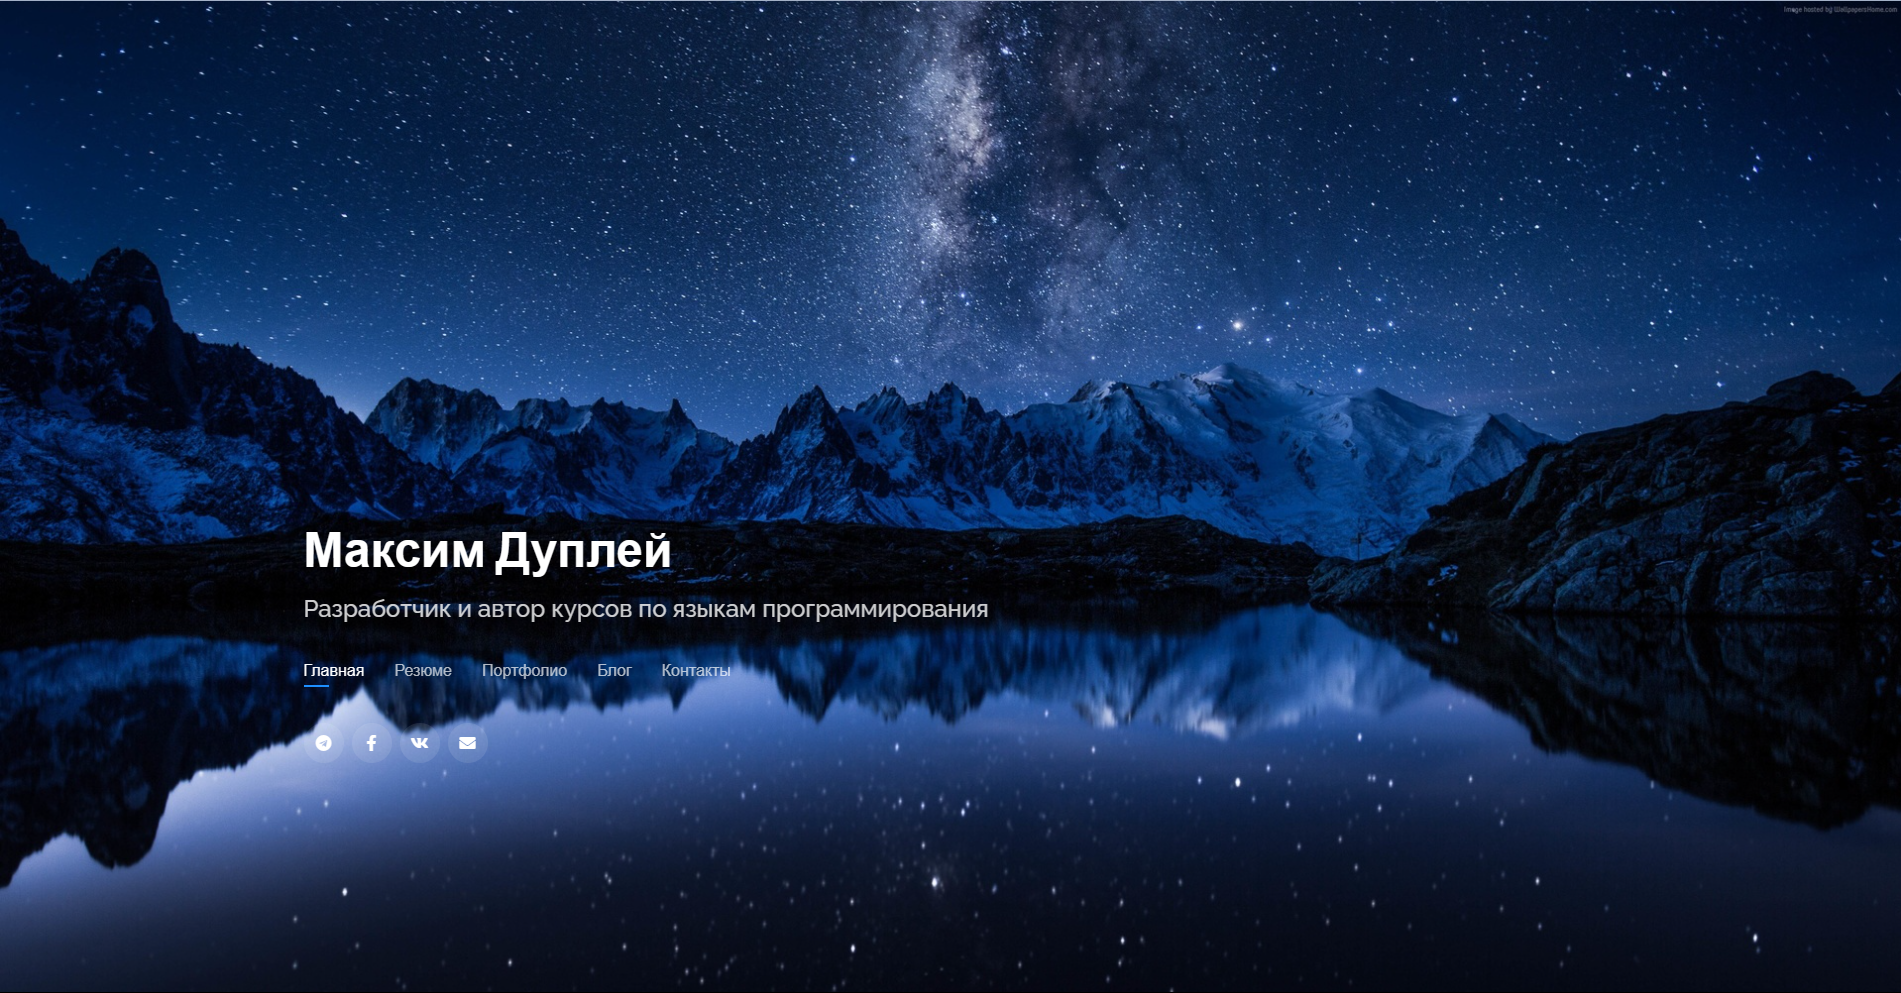 Image hosted by WallpapersHome.com
Максим Дуплей
Разработчик и автор курсов по языкам программирования
Главная Резюме Портфолио Блог Контакты